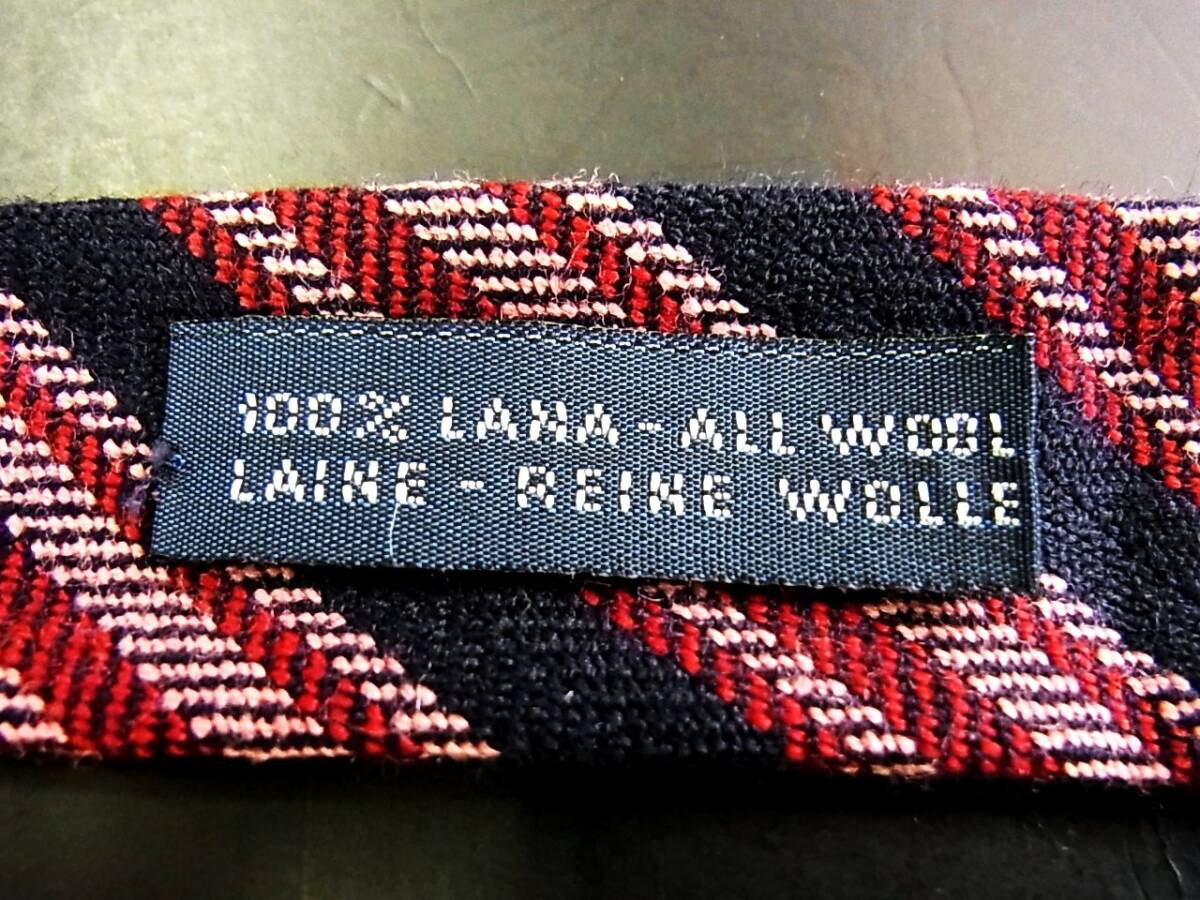 100% LANA - ALL WOOL
LAINE - REINE WOLLE